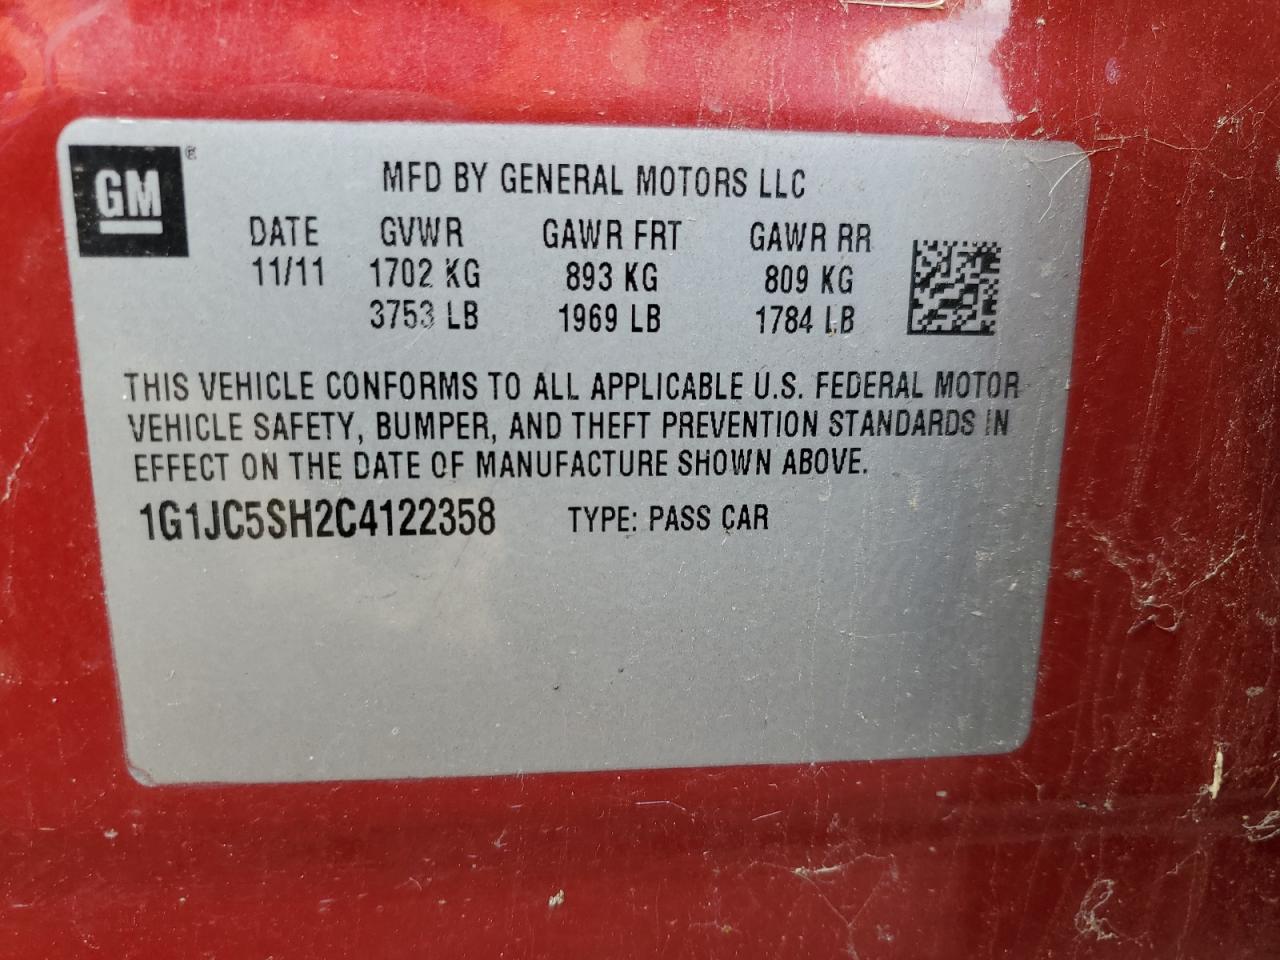 GM
MFD BY GENERAL MOTORS LLC
DATE GVWR GAWR FRT GAWR RR
11/11 1702 KG 893 KG 809 KG
3753 LB 1969 LB 1784 LB
THIS VEHICLE CONFORMS TO ALL APPLICABLE U.S. FEDERAL MOTOR
VEHICLE SAFETY, BUMPER, AND THEFT PREVENTION STANDARDS IN
EFFECT ON THE DATE OF MANUFACTURE SHOWN ABOVE.
1G1JC5SH2C4122358 TYPE: PASS CAR